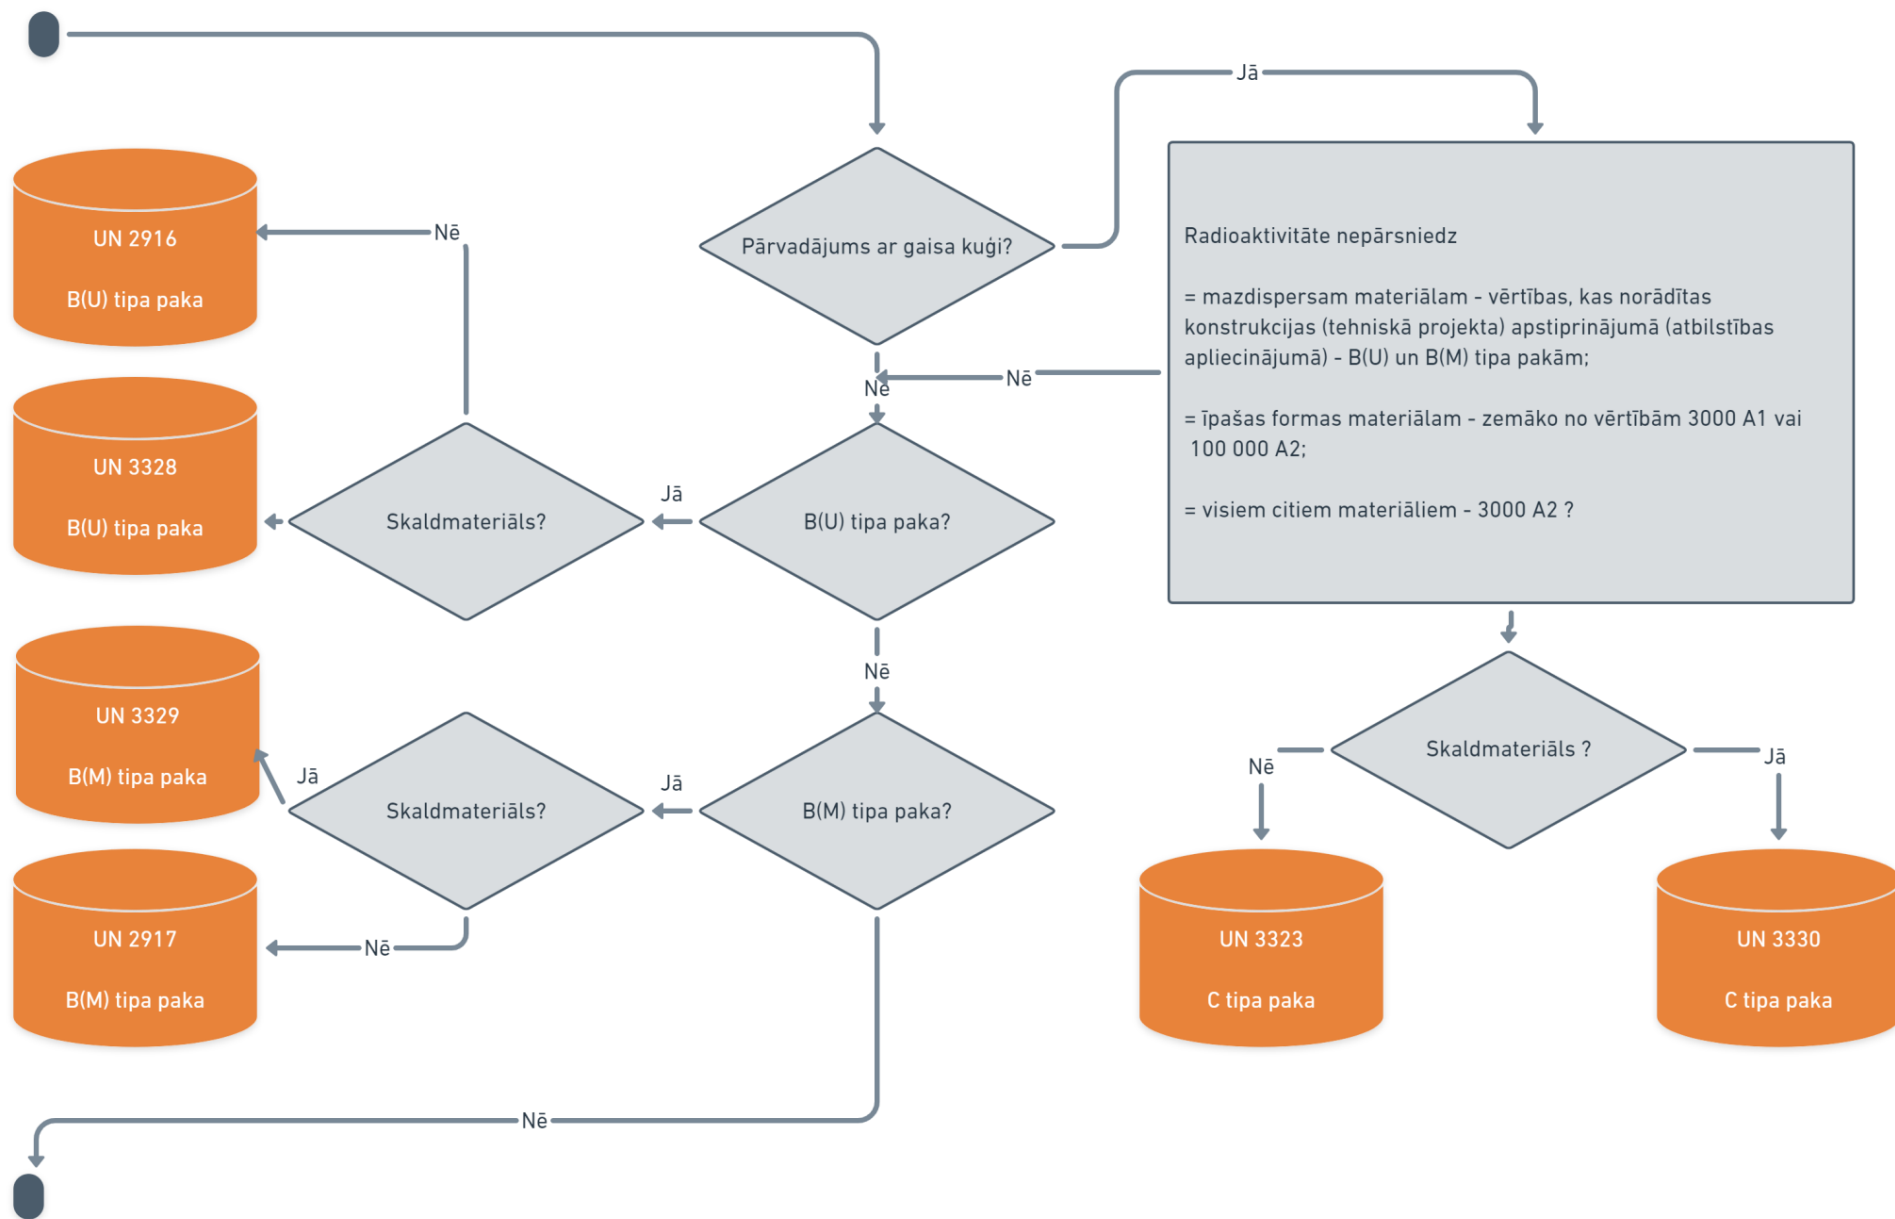 Jā
Pārvadājums ar gaisa kuģi?
Radioaktivitāte nepārsniedz
= mazdispersam materiālam - vērtības, kas norādītas
konstrukcijas (tehniskā projekta) apstiprinājumā (atbilstības
apliecinājumā) - B(U) un B(M) tipa pakām;
= īpašas formas materiālam - zemāko no vērtībām 3000 A1 vai
100 000 A2;
= visiem citiem materiāliem - 3000 A2 ?
Nē
Nē
UN 2916
B(U) tipa paka
Nē
UN 3328
B(U) tipa paka
Skaldmateriāls?
Jā
B(U) tipa paka?
Nē
UN 3329
B(M) tipa paka
Jā
Skaldmateriāls?
Jā
B(M) tipa paka?
Skaldmateriāls ?
Nē
Jā
UN 2917
B(M) tipa paka
Nē
UN 3323
C tipa paka
UN 3330
C tipa paka
Nē